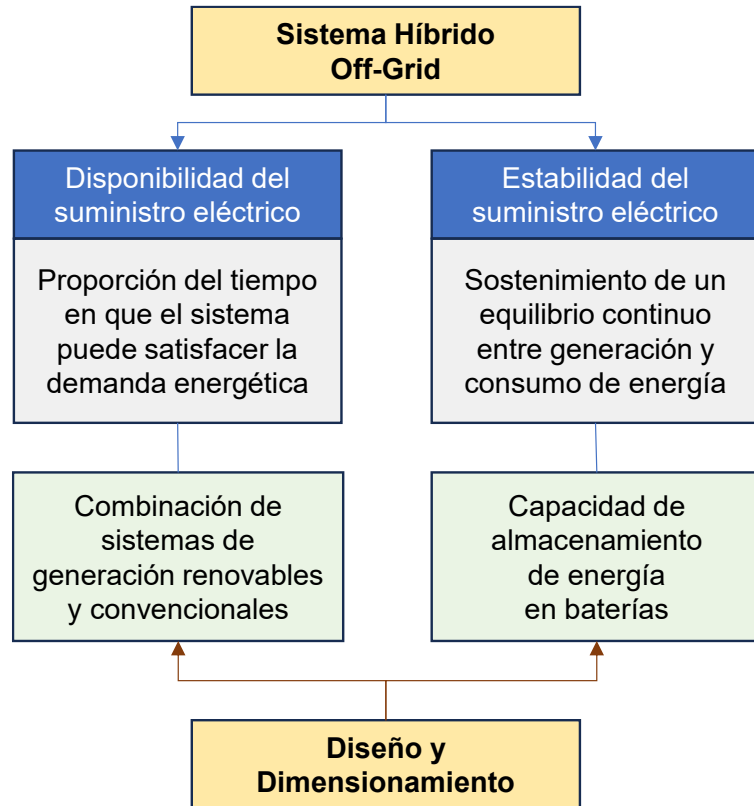 Sistema Híbrido
Off-Grid
Disponibilidad del
suministro eléctrico
Proporción del tiempo
en que el sistema
puede satisfacer la
demanda energética
Estabilidad del
suministro eléctrico
Sostenimiento de un
equilibrio continuo
entre generación y
consumo de energía
Combinación de
sistemas de
generación renovables
y convencionales
Capacidad de
almacenamiento
de energía
en baterías
Diseño y
Dimensionamiento